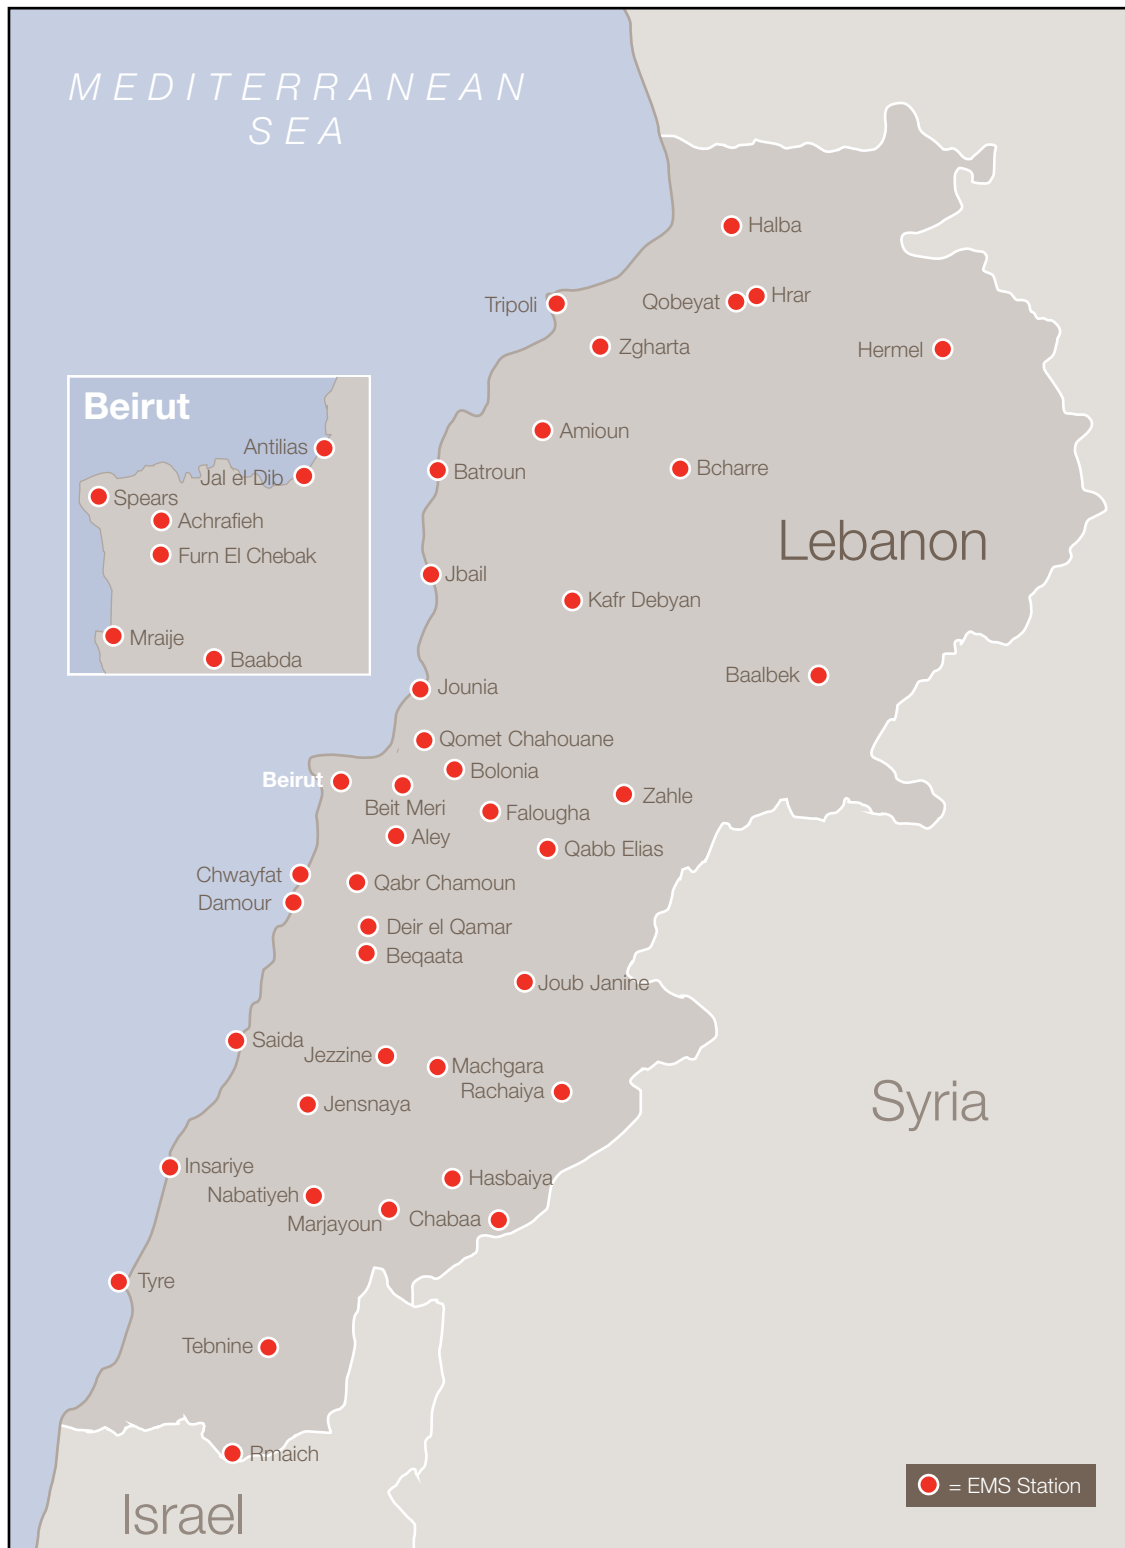 MEDITERRANEAN
SEA
Halba
Hrar
Qobeyat
Tripoli
Zgharta
Hermel
Beirut
Antilias
Jal el Dib
Spears
Achrafieh
Furn El Chebak
Mraije
Baabda
Amioun
Batroun
Bcharre
Lebanon
Jbail
Kafr Debyan
Baalbek
Jounia
Qomet Chahouane
Bolonia
Beirut
Beit Meri
Zahle
Falougha
Aley
Qabb Elias
Chwayfat
Qabr Chamoun
Damour
Deir el Qamar
Beqaata
Joub Janine
Saida
Jezzine
Machgara
Rachaiya
Jensnaya
Syria
Insariye
Hasbaiya
Nabatiyeh
Marjayoun
Chabaa
Tyre
Tebnine
Rmaich
Israel
= EMS Station